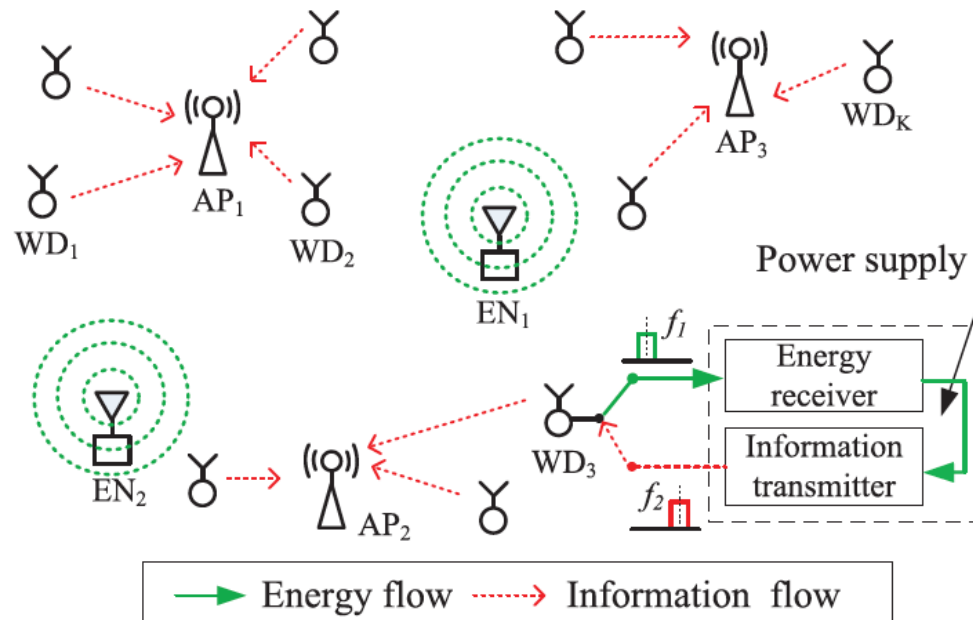 AP₁
WD₁
WD₂
AP₃
WD_K
EN₁
Power supply
f₁
Energy
receiver
Information
transmitter
WD₃
f₂
EN₂
AP₂
Energy flow
Information flow